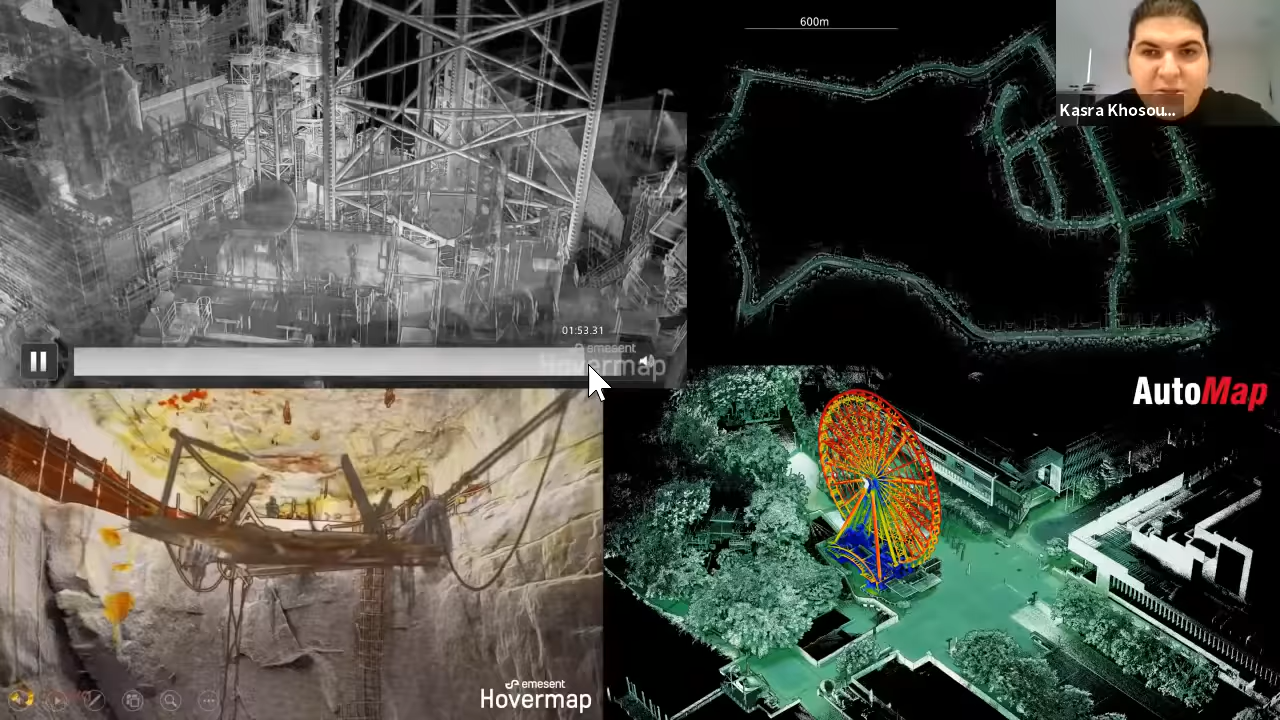 600m
Kasra Khosou...
01:53.31
emesent
Hovermap
AutoMap
emesent
Hovermap